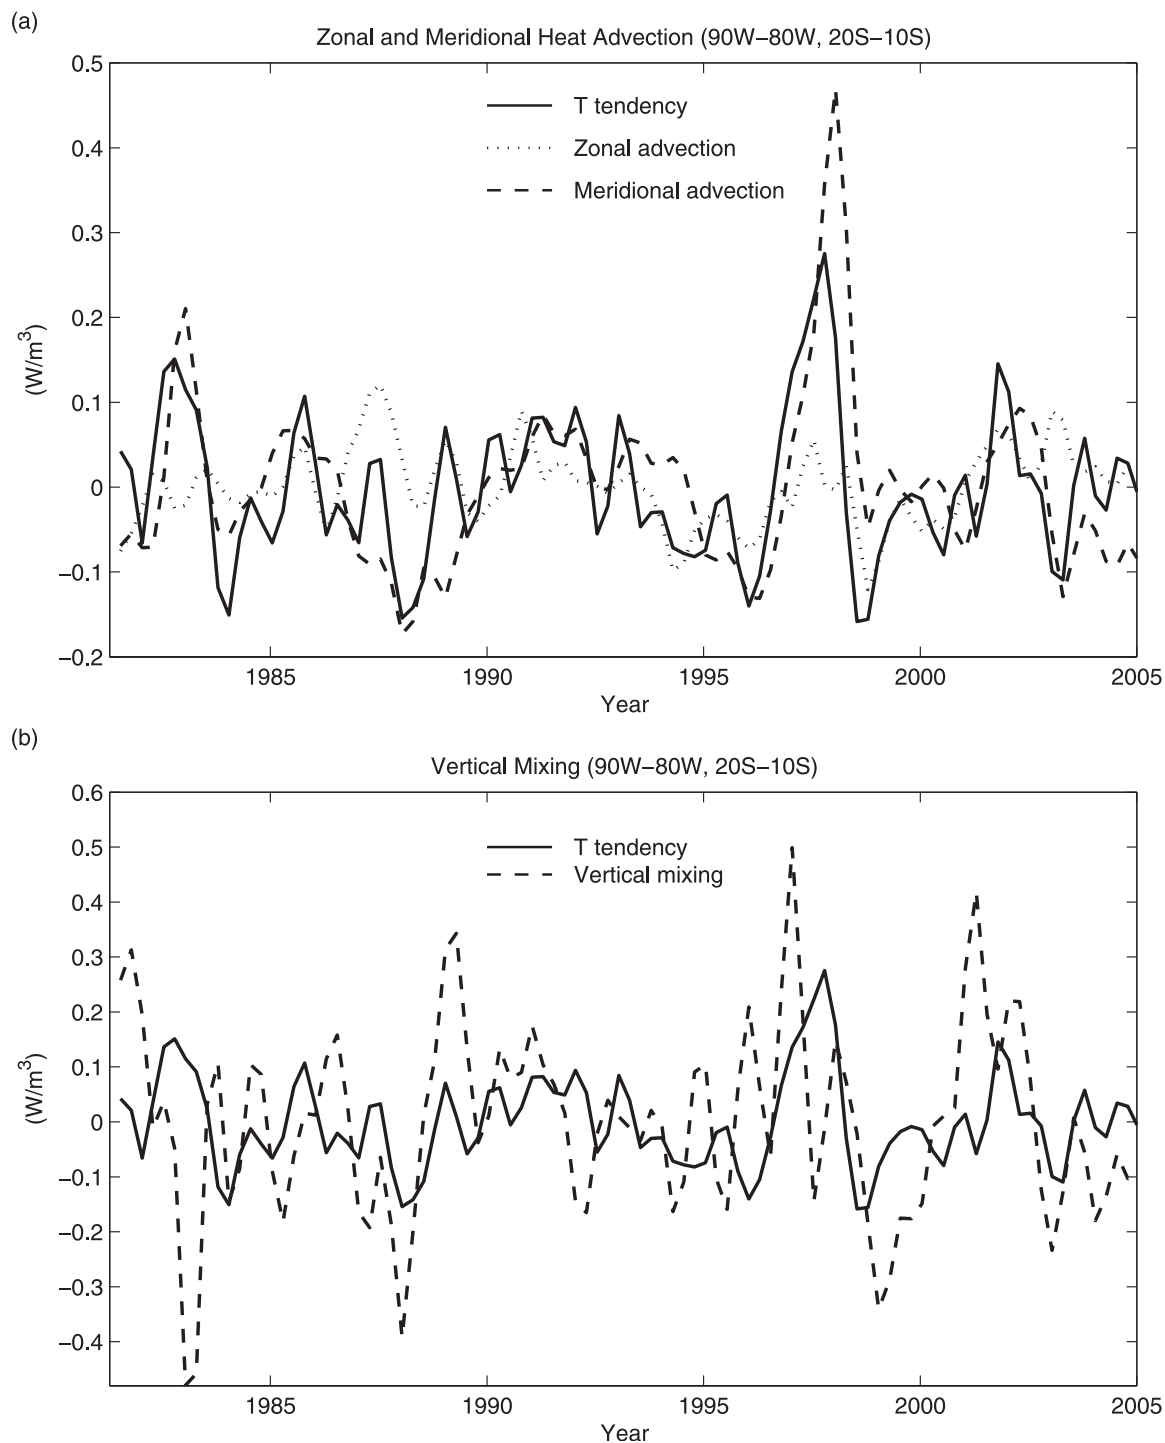 (a)
Zonal and Meridional Heat Advection (90W−80W, 20S−10S)
0.5
T tendency
0.4
Zonal advection
Meridional advection
0.3
0.2
(W/m³)
0.1
0
−0.1
−0.2
1985
1990
1995
2000
2005
Year
(b)
Vertical Mixing (90W−80W, 20S−10S)
0.6
0.5
T tendency
Vertical mixing
0.4
0.3
0.2
(W/m³)
0.1
0
−0.1
−0.2
−0.3
−0.4
1985
1990
1995
2000
2005
Year